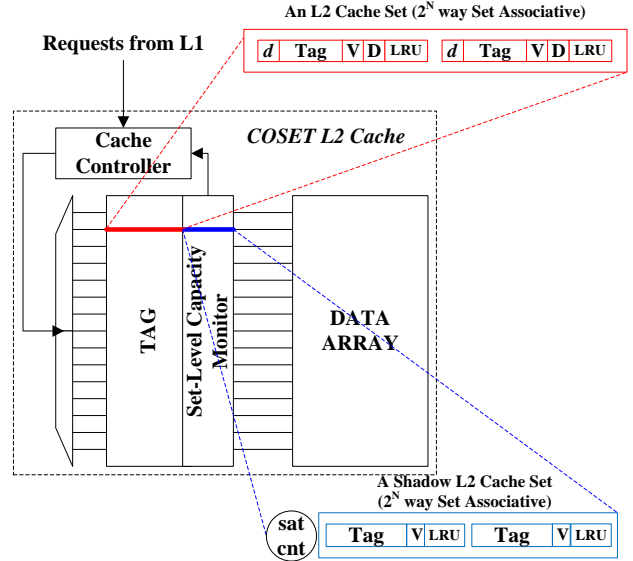 An L2 Cache Set (2^N way Set Associative)
Requests from L1
d Tag V D LRU d Tag V D LRU
COSET L2 Cache
Cache
Controller
TAG
Set-Level Capacity
Monitor
DATA
ARRAY
A Shadow L2 Cache Set
(2^N way Set Associative)
sat
cnt
Tag V LRU Tag V LRU